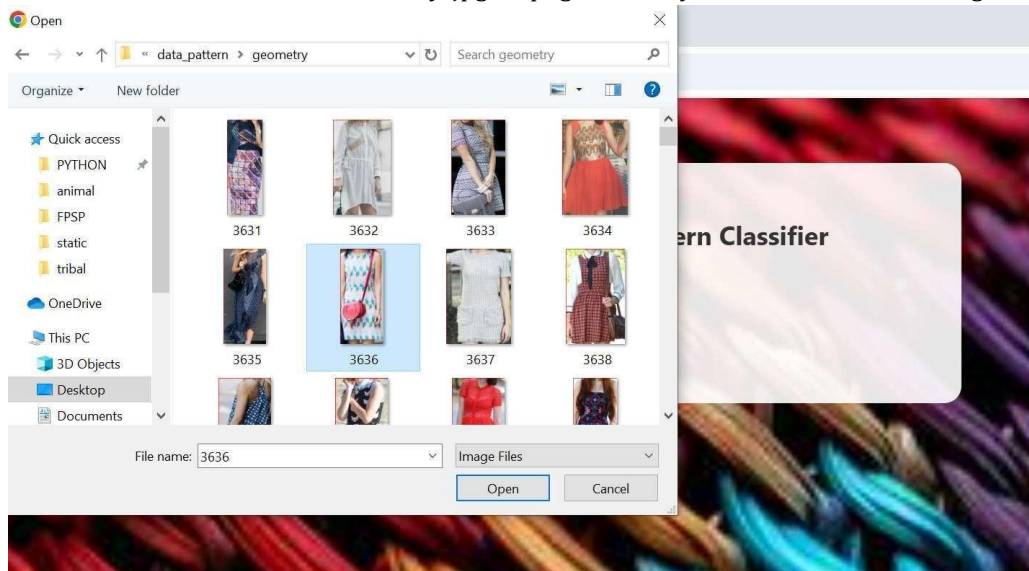 Open
« data_pattern > geometry
Search geometry
Organize
New folder
Quick access
PYTHON
animal
FPSP
static
tribal
OneDrive
This PC
3D Objects
Desktop
Documents
3631
3632
3633
3634
3635
3636
3637
3638
ern Classifier
File name: 3636
Image Files
Open
Cancel